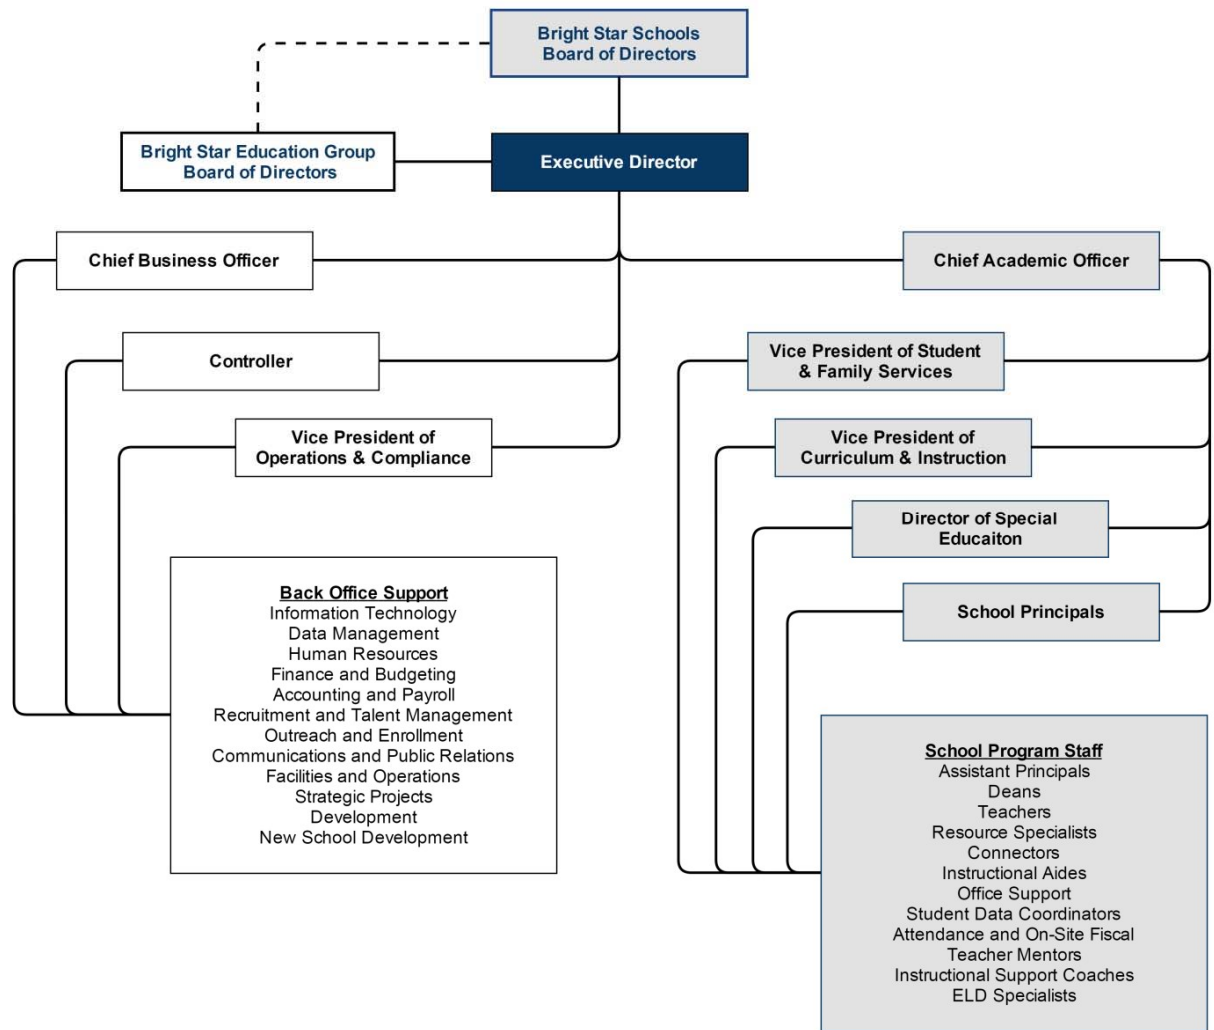 Bright Star Schools
Board of Directors
Bright Star Education Group
Board of Directors
Executive Director
Chief Business Officer
Chief Academic Officer
Controller
Vice President of Student
& Family Services
Vice President of
Operations & Compliance
Vice President of
Curriculum & Instruction
Director of Special
Educaiton
School Principals
Back Office Support
Information Technology
Data Management
Human Resources
Finance and Budgeting
Accounting and Payroll
Recruitment and Talent Management
Outreach and Enrollment
Communications and Public Relations
Facilities and Operations
Strategic Projects
Development
New School Development
School Program Staff
Assistant Principals
Deans
Teachers
Resource Specialists
Connectors
Instructional Aides
Office Support
Student Data Coordinators
Attendance and On-Site Fiscal
Teacher Mentors
Instructional Support Coaches
ELD Specialists